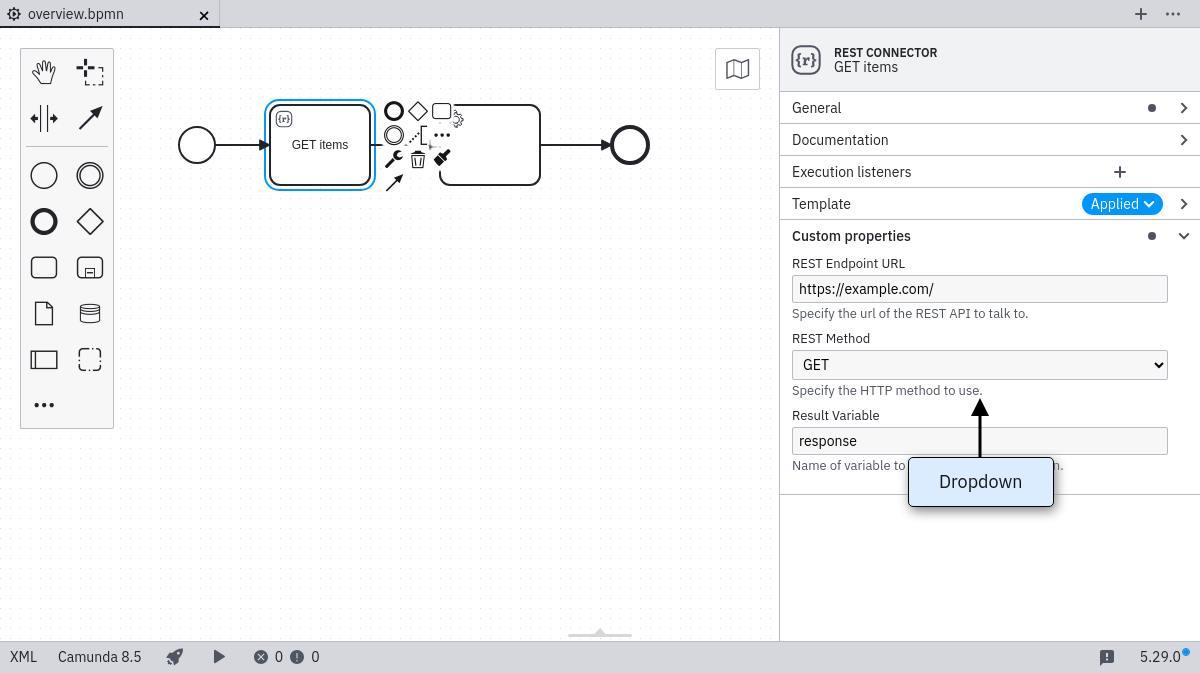 overview.bpmn
REST CONNECTOR
GET items
{r}
General
Documentation
Execution listeners
Template
Applied
Custom properties
REST Endpoint URL
https://example.com/
Specify the url of the REST API to talk to.
REST Method
GET
Specify the HTTP method to use.
Result Variable
response
Name of variable to
Dropdown
{r}
GET items
XML
Camunda 8.5
0
0
5.29.0